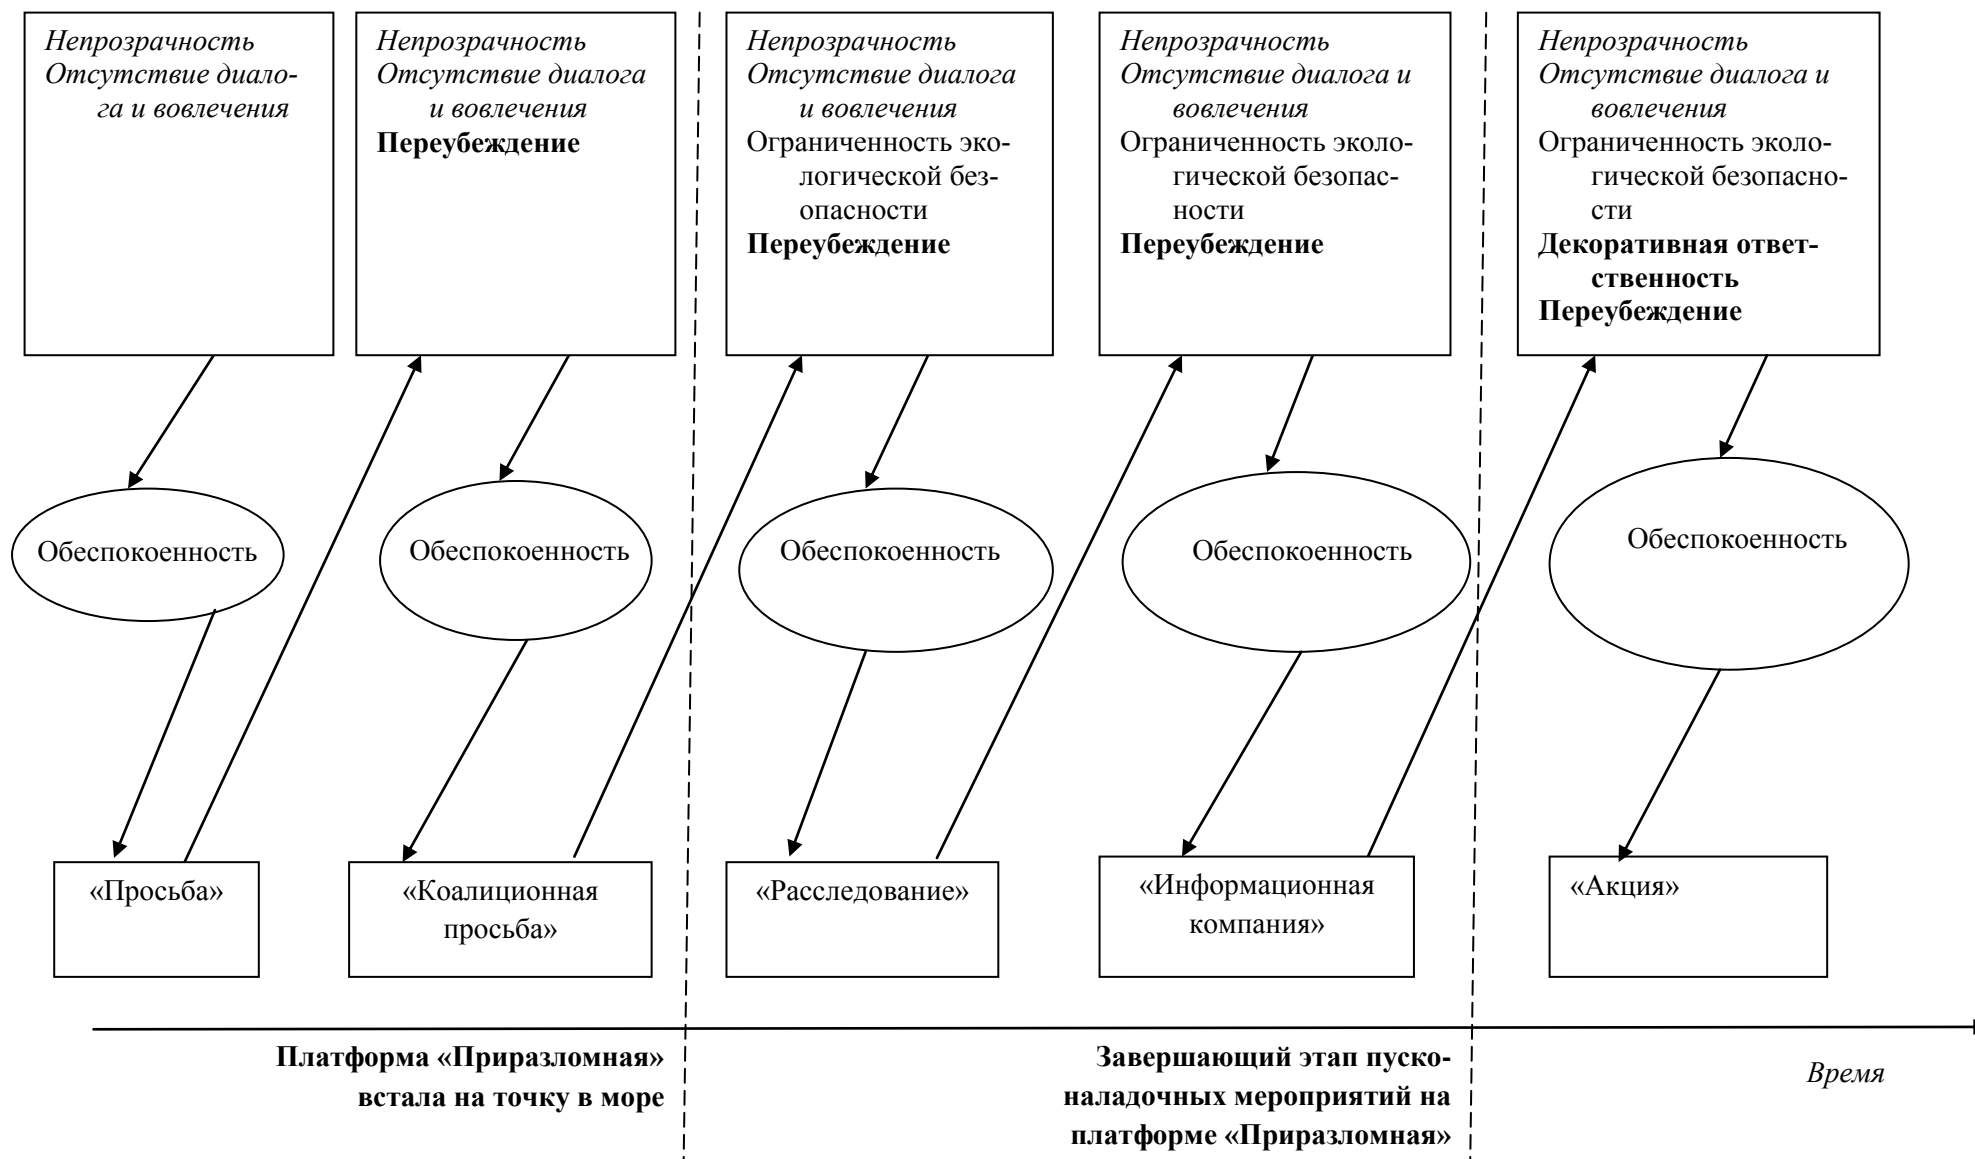 Непрозрачность
Отсутствие диало-
га и вовлечения
Непрозрачность
Отсутствие диалога
и вовлечения
Переубеждение
Непрозрачность
Отсутствие диалога
и вовлечения
Ограниченность эко-
логической без-
опасности
Переубеждение
Непрозрачность
Отсутствие диалога и
вовлечения
Ограниченность эколо-
гической безопас-
ности
Переубеждение
Непрозрачность
Отсутствие диалога и
вовлечения
Ограниченность эколо-
гической безопасно-
сти
Декоративная ответ-
ственность
Переубеждение
Обеспокоенность
Обеспокоенность
Обеспокоенность
Обеспокоенность
Обеспокоенность
«Просьба»
«Коалиционная
просьба»
«Расследование»
«Информационная
компания»
«Акция»
Платформа «Приразломная»
встала на точку в море
Завершающий этап пуско-
наладочных мероприятий на
платформе «Приразломная»
Время